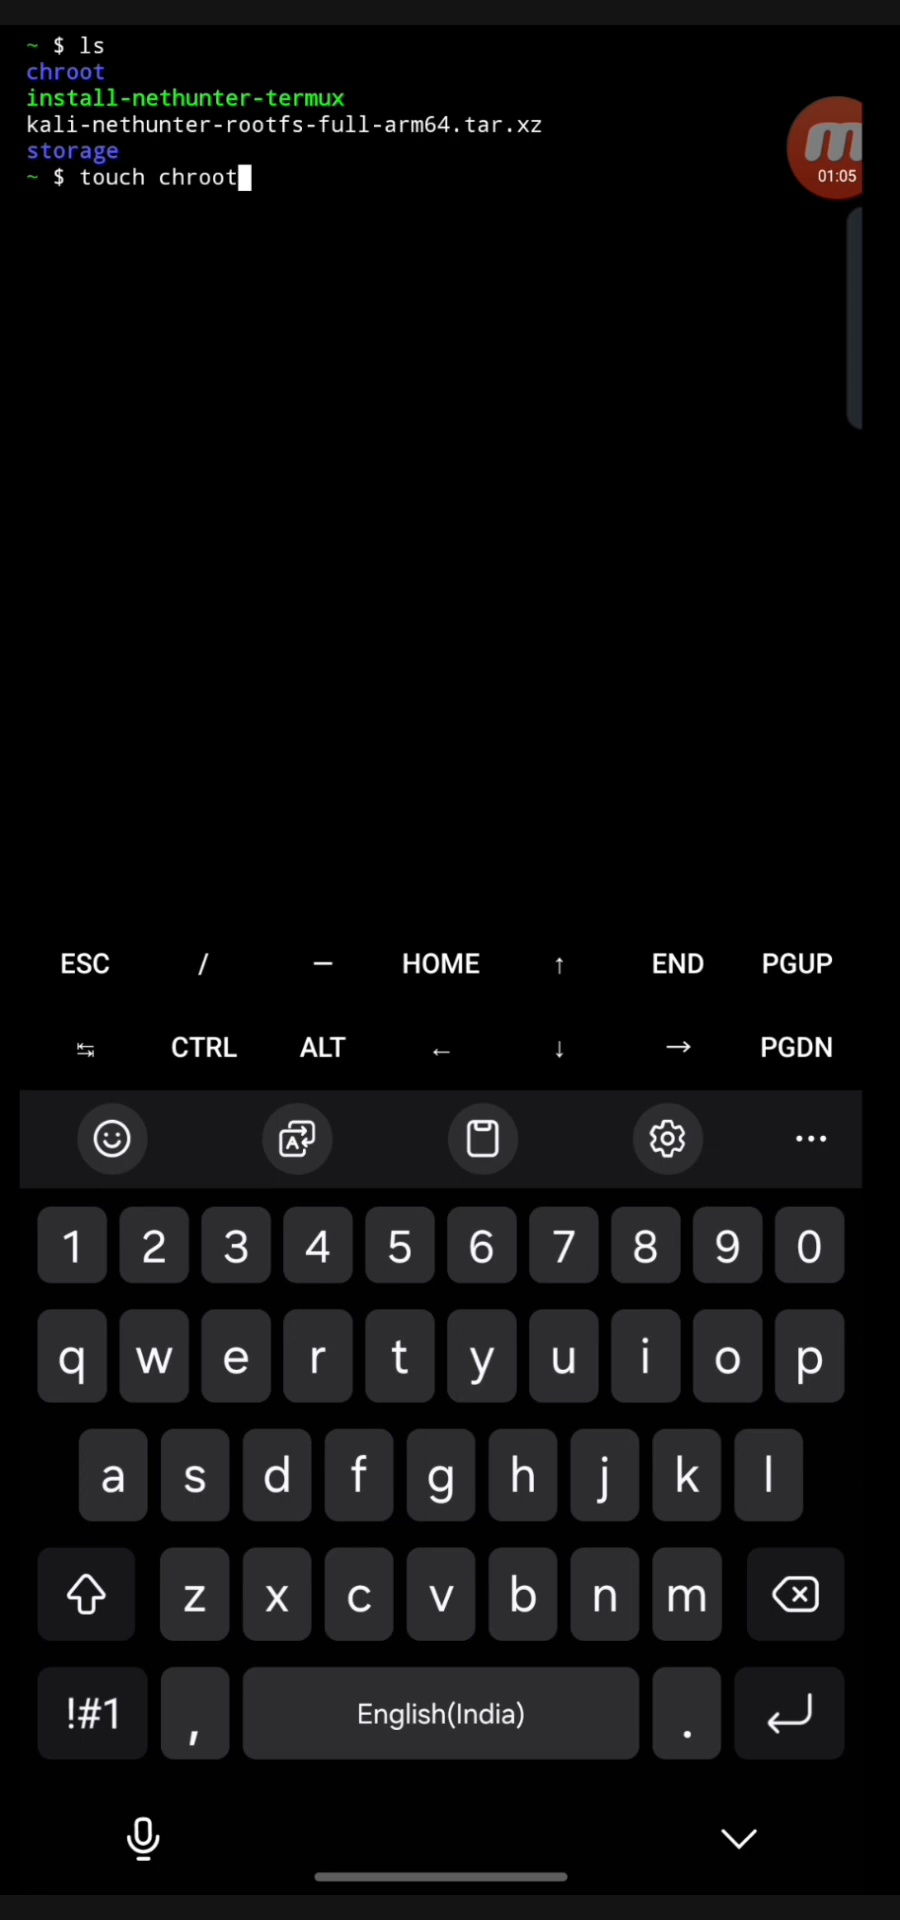 ~ $ ls
chroot
install-nethunter-termux
kali-nethunter-rootfs-full-arm64.tar.xz
storage
~ $ touch chroot
m
01:05
ESC / — HOME ↑ END PGUP
⇆ CTRL ALT ← ↓ → PGDN
A
1 2 3 4 5 6 7 8 9 0
q w e r t y u i o p
a s d f g h j k l
z x c v b n m
!#1 , English(India) .